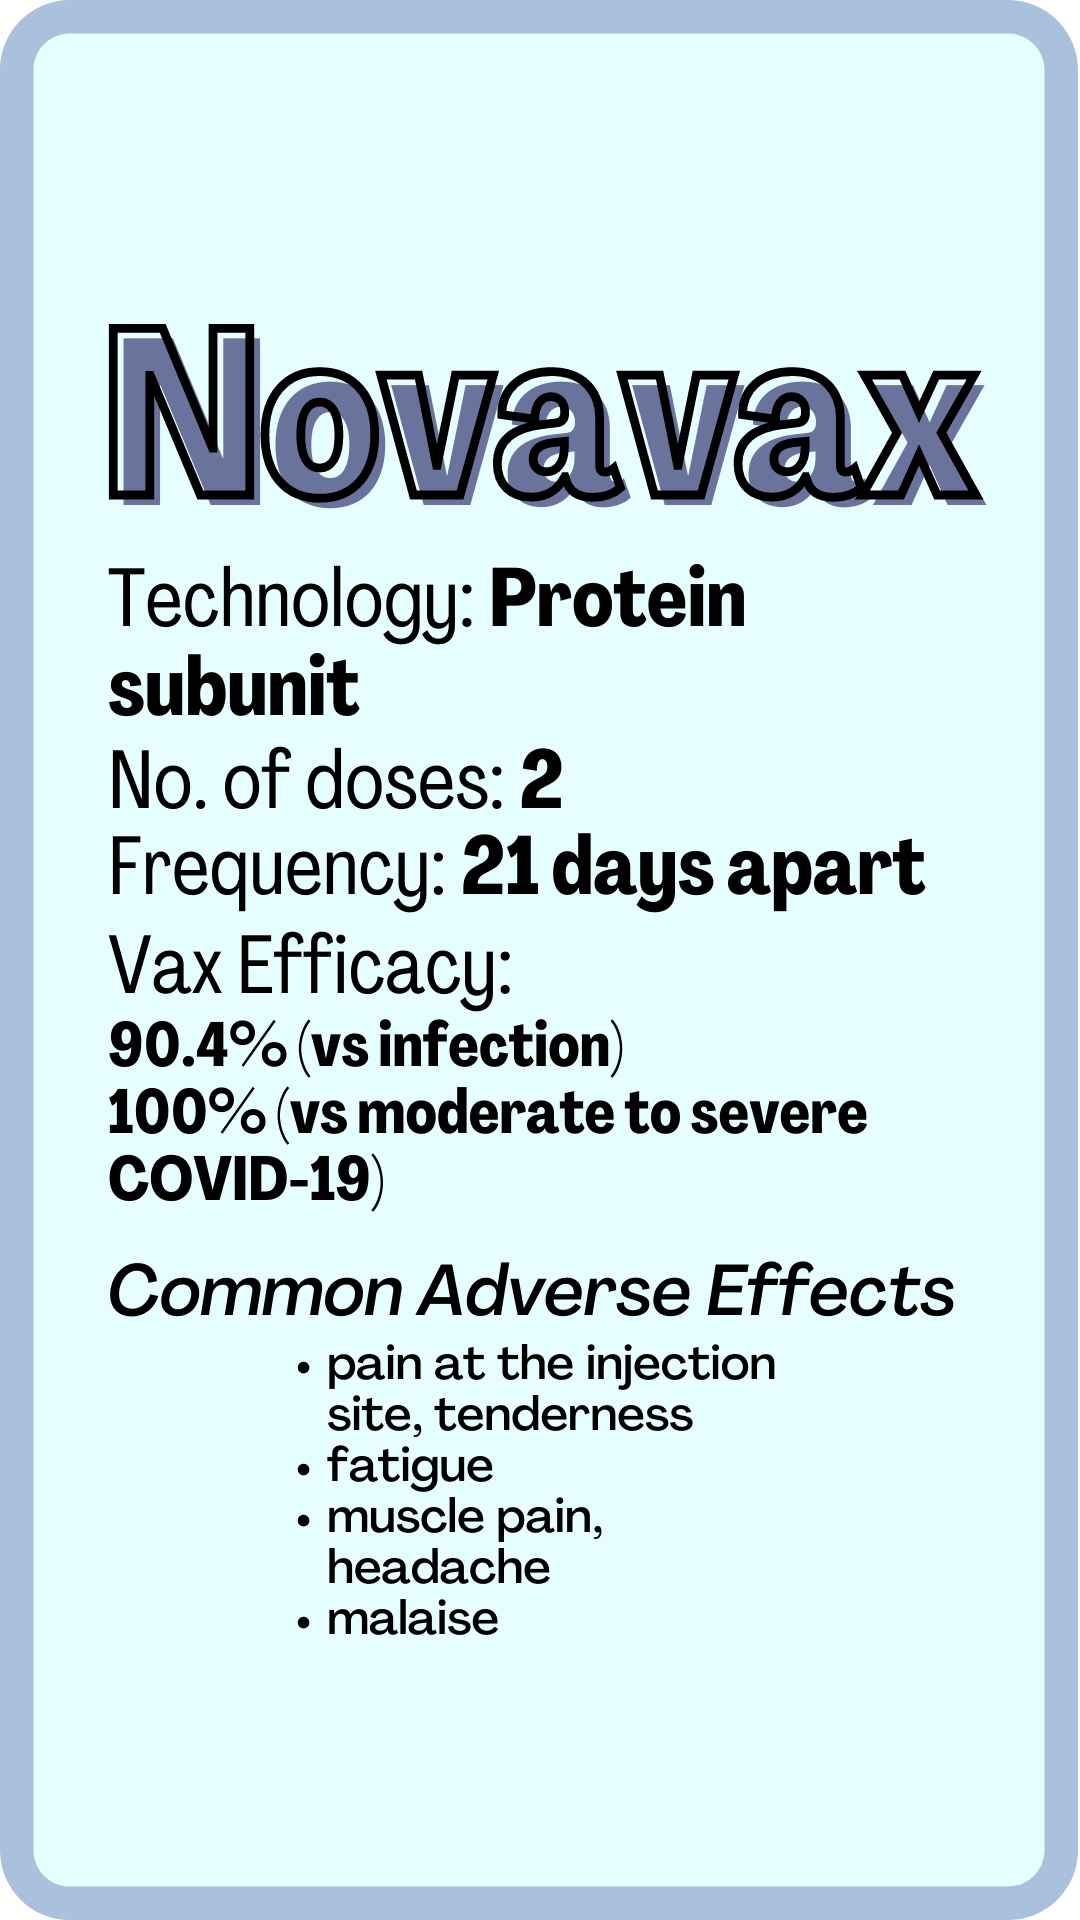 Novavax
Technology: Protein
subunit
No. of doses: 2
Frequency: 21 days apart
Vax Efficacy:
90.4% (vs infection)
100% (vs moderate to severe
COVID-19)
Common Adverse Effects
• pain at the injection
site, tenderness
• fatigue
• muscle pain,
headache
• malaise